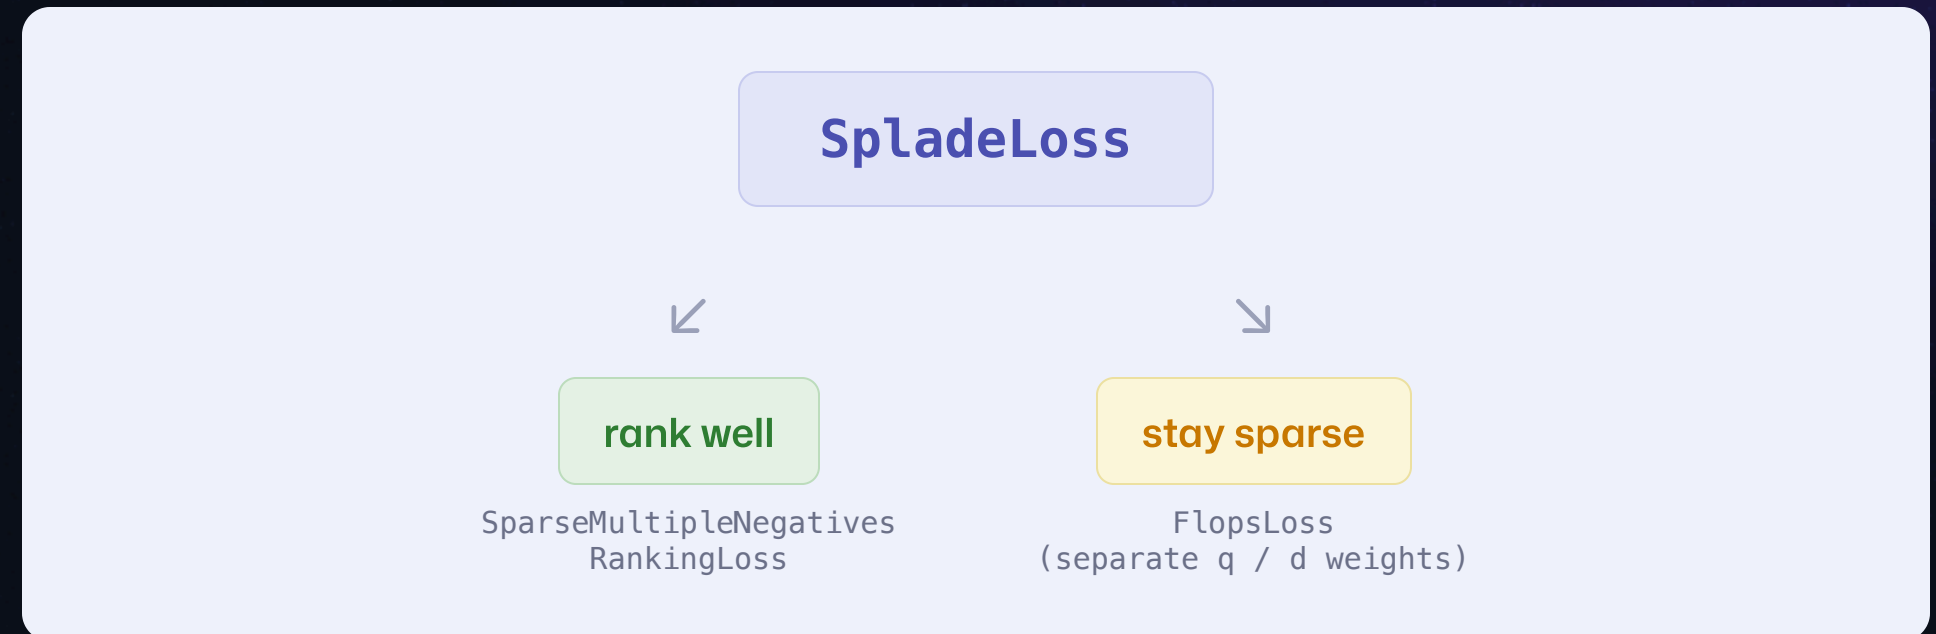 SpladeLoss
rank well
SparseMultipleNegatives
RankingLoss
stay sparse
FlopsLoss
(separate q / d weights)